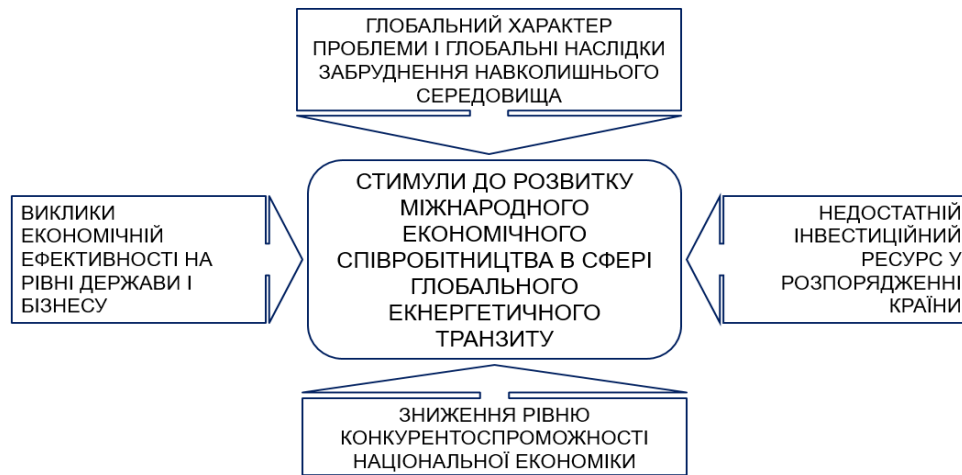 ГЛОБАЛЬНИЙ ХАРАКТЕР
ПРОБЛЕМИ І ГЛОБАЛЬНІ НАСЛІДКИ
ЗАБРУДНЕННЯ НАВКОЛИШНЬОГО
СЕРЕДОВИЩА
ВИКЛИКИ
ЕКОНОМІЧНІЙ
ЕФЕКТИВНОСТІ НА
РІВНІ ДЕРЖАВИ І
БІЗНЕСУ
СТИМУЛИ ДО РОЗВИТКУ
МІЖНАРОДНОГО
ЕКОНОМІЧНОГО
СПІВРОБІТНИЦТВА В СФЕРІ
ГЛОБАЛЬНОГО
ЕКНЕРГЕТИЧНОГО
ТРАНЗИТУ
НЕДОСТАТНІЙ
ІНВЕСТИЦІЙНИЙ
РЕСУРС У
РОЗПОРЯДЖЕННІ
КРАЇНИ
ЗНИЖЕННЯ РІВНЮ
КОНКУРЕНТОСПРОМОЖНОСТІ
НАЦІОНАЛЬНОЇ ЕКОНОМІКИ